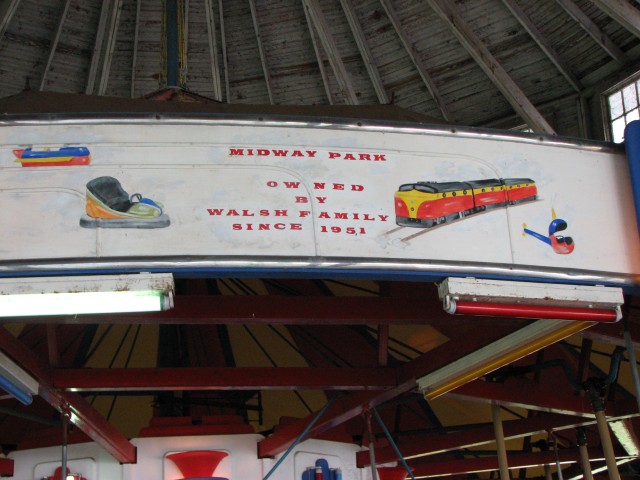 MIDWAY PARK
OWNED
BY
WALSH FAMILY
SINCE 1951